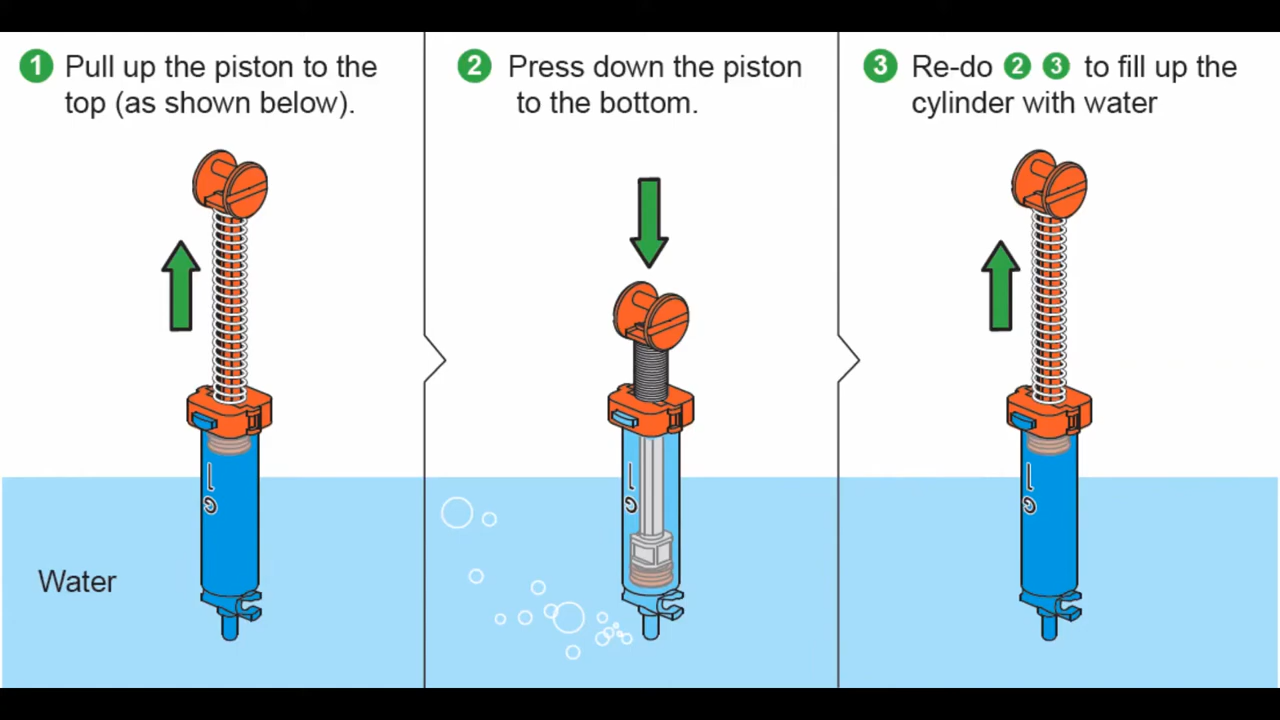 1 Pull up the piston to the
top (as shown below).
2 Press down the piston
to the bottom.
3 Re-do 2 3 to fill up the
cylinder with water
Water